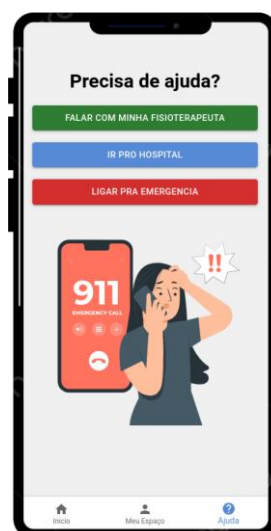 Precisa de ajuda?
FALAR COM MINHA FISIOTERAPEUTA
IR PRO HOSPITAL
LIGAR PRA EMERGENCIA
!!
911
EMERGENCY CALL
Inicio
Meu Espaço
Ajuda